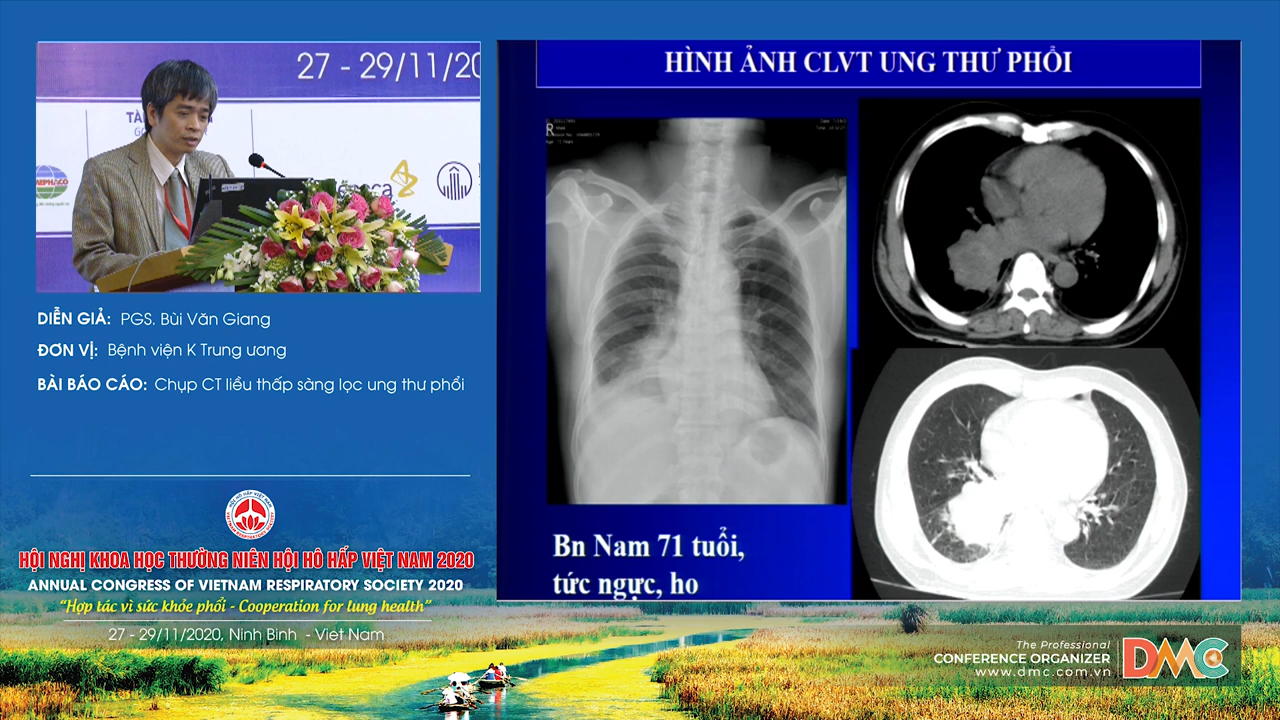 27 - 29/11/20
DIỄN GIẢ: PGS. Bùi Văn Giang
ĐƠN VỊ: Bệnh viện K Trung ương
BÀI BÁO CÁO: Chụp CT liều thấp sàng lọc ung thư phổi
HỘI NGHỊ KHOA HỌC THƯỜNG NIÊN HỘI HÔ HẤP VIỆT NAM 2020
ANNUAL CONGRESS OF VIETNAM RESPIRATORY SOCIETY 2020
“Hợp tác vì sức khỏe phổi - Cooperation for lung health”
27 - 29/11/2020, Ninh Bình - Viet Nam
HÌNH ẢNH CLVT UNG THƯ PHỔI
R
Bn Nam 71 tuổi,
tức ngực, ho
The Professional
CONFERENCE ORGANIZER
www.dmc.com.vn
DMC